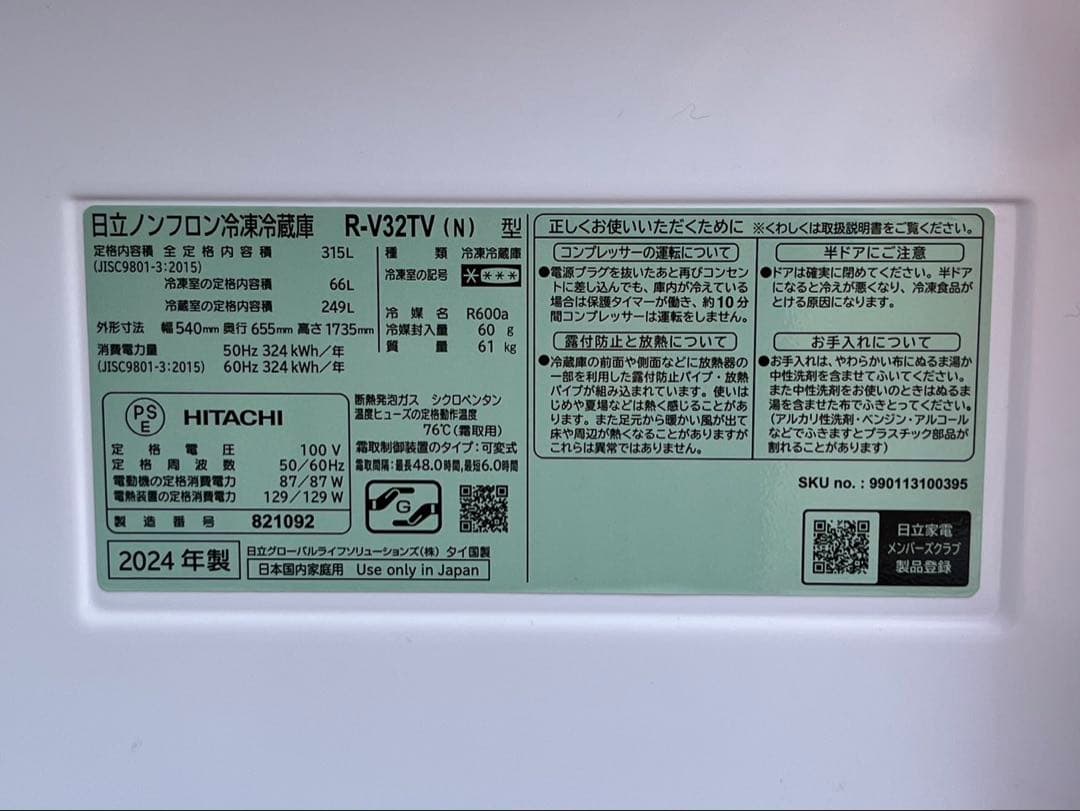 日立ノンフロン冷凍冷蔵庫 R-V32TV(N) 型
定格内容積 全定格内容積 315L
(JISC9801-3:2015)
冷凍室の定格内容積 66L
冷蔵室の定格内容積 249L
外形寸法 幅540mm 奥行655mm 高さ1735mm
消費電力量 50Hz 324kWh/年
(JISC9801-3:2015) 60Hz 324kWh/年
種類 冷凍冷蔵庫
冷凍室の記号
冷媒名 R600a
冷媒封入量 60 g
質量 61 kg
PS
E
HITACHI
定格電圧 100V
定格周波数 50/60Hz
電動機の定格消費電力 87/87W
電熱装置の定格消費電力 129/129W
製造番号 821092
断熱発泡ガス シクロペンタン
温度ヒューズの定格動作温度
76℃(霜取用)
霜取制御装置のタイプ:可変式
霜取間隔:最長48.0時間,最短6.0時間
G
2024年製
日立グローバルライフソリューションズ(株) タイ国製
日本国内家庭用 Use only in Japan
正しくお使いいただくために ※くわしくは取扱説明書をご覧ください。
コンプレッサーの運転について
●電源プラグを抜いたあと再びコンセン
トに差し込んでも、庫内が冷えている
場合は保護タイマーが働き、約10分
間コンプレッサーは運転をしません。
露付防止と放熱について
●冷蔵庫の前面や側面などに放熱器の
一部を利用した露付防止パイプ・放熱
パイプが組み込まれています。使いは
じめや夏場などは熱く感じることがあ
ります。また足元から暖かい風が出て
床や周辺が熱くなることがありますが
これらは異常ではありません。
半ドアにご注意
●ドアは確実に閉めてください。半ドア
になると冷えが悪くなり、冷凍食品が
とける原因になります。
お手入れについて
●お手入れは、やわらかい布にぬるま湯か
中性洗剤を含ませてふいてください。
また中性洗剤をお使いのときはぬるま
湯を含ませた布でふきとってください。
(アルカリ性洗剤・ベンジン・アルコール
などでふきますとプラスチック部品が
割れることがあります)
SKU no.: 990113100395
日立家電
メンバーズクラブ
製品登録